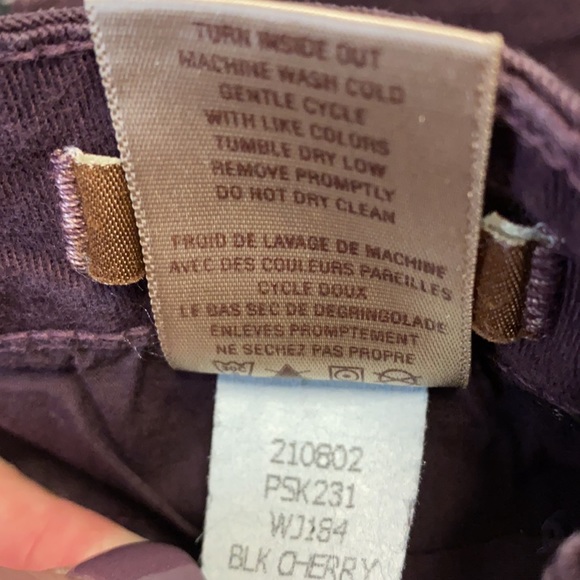 TURN INSIDE OUT
MACHINE WASH COLD
GENTLE CYCLE
WITH LIKE COLORS
TUMBLE DRY LOW
REMOVE PROMPTLY
DO NOT DRY CLEAN
FROID DE LAVAGE DE MACHINE
AVEC DES COULEURS PAREILLES
CYCLE DOUX
LE BAS SEC DE DEGRINGOLADE
ENLEVES PROMPTEMENT
NE SECHEZ PAS PROPRE
210602
PSK231
WJ184
BLK CHERRY